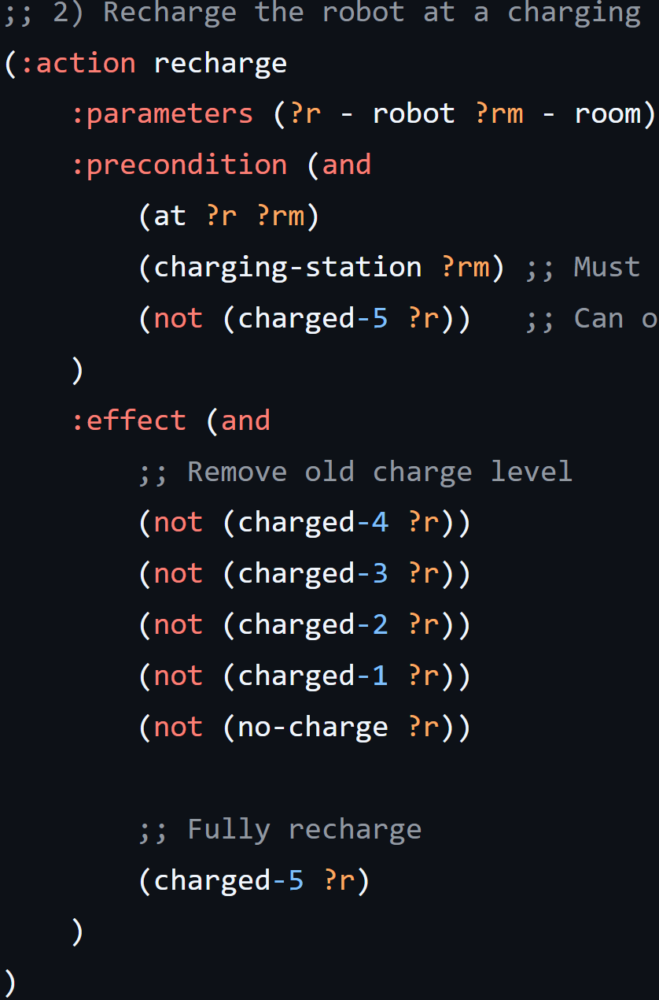 ;; 2) Recharge the robot at a charging
(:action recharge
    :parameters (?r - robot ?rm - room)
    :precondition (and
        (at ?r ?rm)
        (charging-station ?rm) ;; Must
        (not (charged-5 ?r))   ;; Can o
    )
    :effect (and
        ;; Remove old charge level
        (not (charged-4 ?r))
        (not (charged-3 ?r))
        (not (charged-2 ?r))
        (not (charged-1 ?r))
        (not (no-charge ?r))

        ;; Fully recharge
        (charged-5 ?r)
    )
)